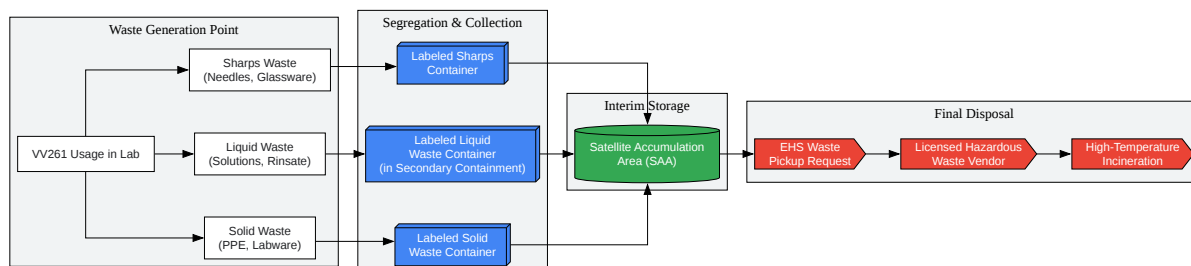 Waste Generation Point
VV261 Usage in Lab
Sharps Waste
(Needles, Glassware)
Liquid Waste
(Solutions, Rinsate)
Solid Waste
(PPE, Labware)
Segregation & Collection
Labeled Sharps
Container
Labeled Liquid
Waste Container
(in Secondary Containment)
Labeled Solid
Waste Container
Interim Storage
Satellite Accumulation
Area (SAA)
Final Disposal
EHS Waste
Pickup Request
Licensed Hazardous
Waste Vendor
High-Temperature
Incineration